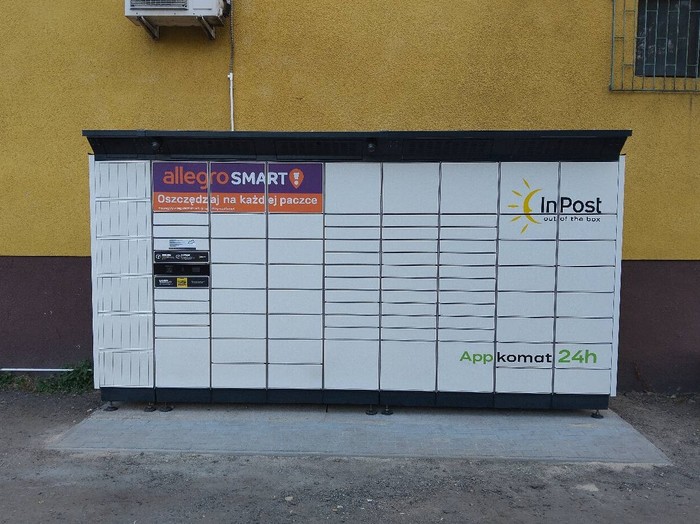 allegro SMART!
Oszczędzaj na każdej paczce
InPost
out of the box
Appkomat 24h